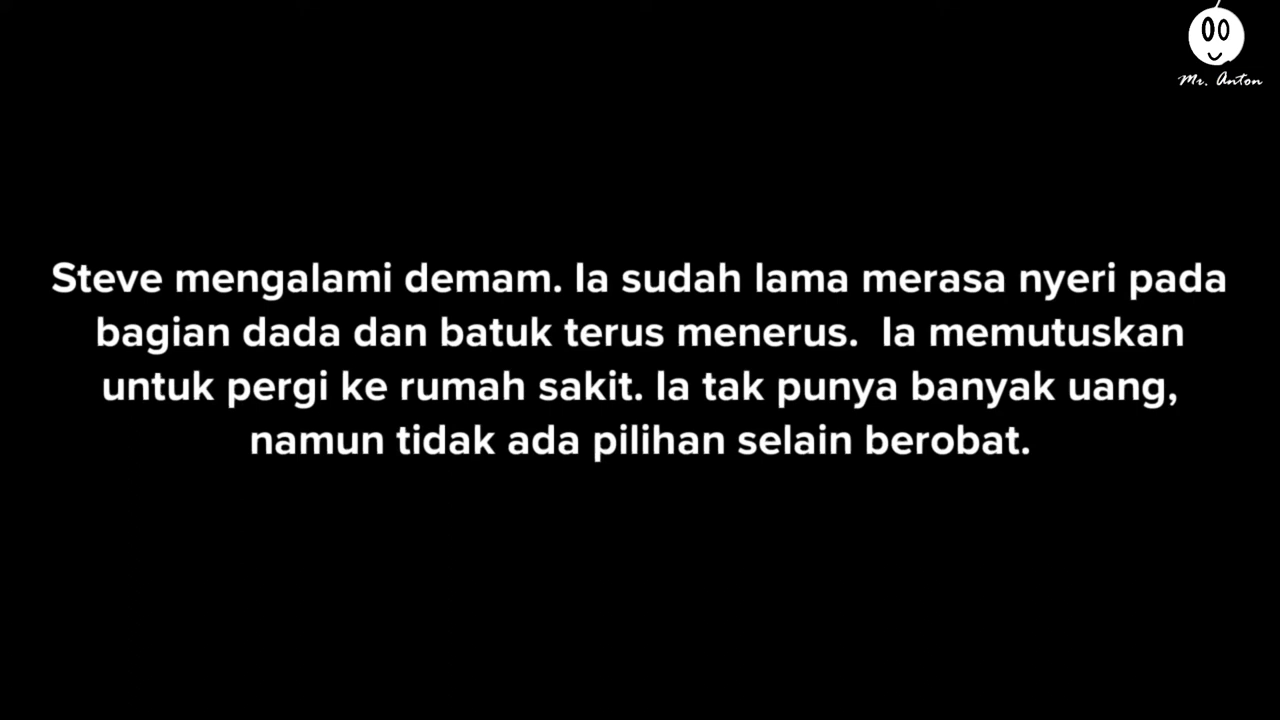 Mr. Anton
Steve mengalami demam. Ia sudah lama merasa nyeri pada
bagian dada dan batuk terus menerus.  Ia memutuskan
untuk pergi ke rumah sakit. Ia tak punya banyak uang,
namun tidak ada pilihan selain berobat.